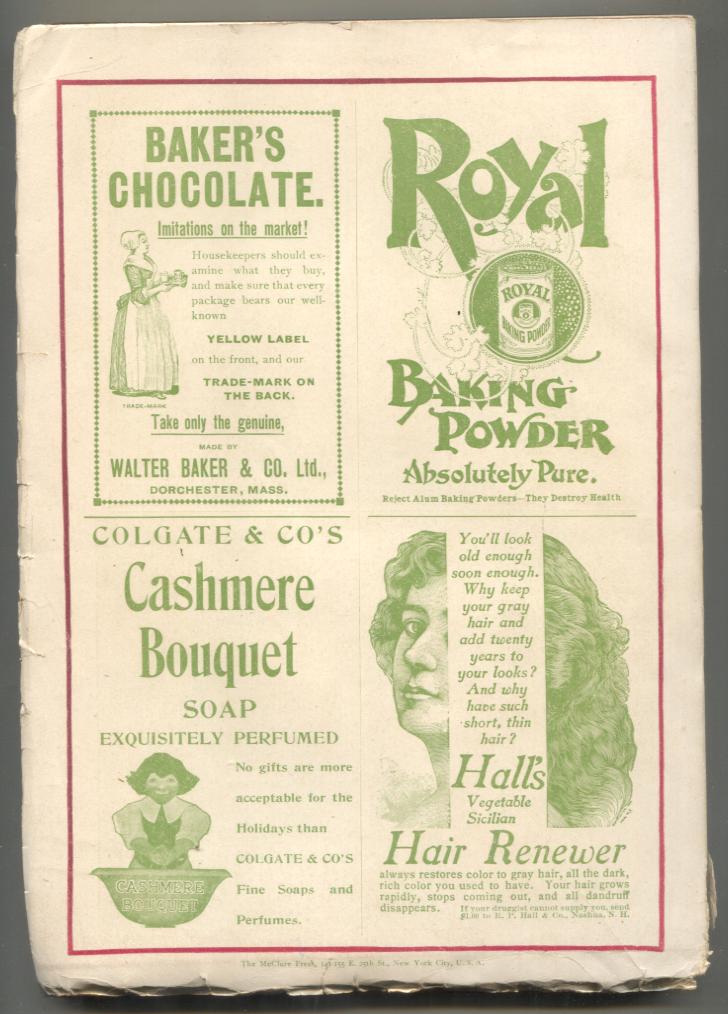 BAKER'S
CHOCOLATE.
Imitations on the market!
Housekeepers should ex-
amine what they buy,
and make sure that every
package bears our well-
known
YELLOW LABEL
on the front, and our
TRADE-MARK ON
THE BACK.
TRADE-MARK
Take only the genuine,
MADE BY
WALTER BAKER & CO. Ltd.,
DORCHESTER, MASS.
Royal
ROYAL
BAKING POWDER
BAKING
POWDER
Absolutely Pure.
Reject Alum Baking Powders—They Destroy Health
COLGATE & CO'S
Cashmere
Bouquet
SOAP
EXQUISITELY PERFUMED
No gifts are more
acceptable for the
Holidays than
COLGATE & CO'S
Fine Soaps and
Perfumes.
CASHMERE
BOUQUET
You'll look
old enough
soon enough.
Why keep
your gray
hair and
add twenty
years to
your looks?
And why
have such
short, thin
hair?
Hall's
Vegetable
Sicilian
Hair Renewer
always restores color to gray hair, all the dark,
rich color you used to have. Your hair grows
rapidly, stops coming out, and all dandruff
disappears. If your druggist cannot supply you, send
$1.00 to R. P. Hall & Co., Nashua, N. H.
The McClure Press, E. 25th St., New York City, U. S. A.